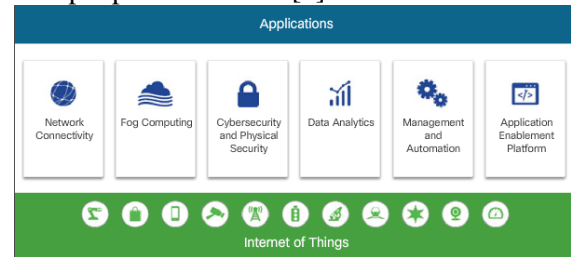 Applications
Network
Connectivity
Fog Computing
Cybersecurity
and Physical
Security
Data Analytics
Management
and
Automation
</>
Application
Enablement
Platform
Internet of Things